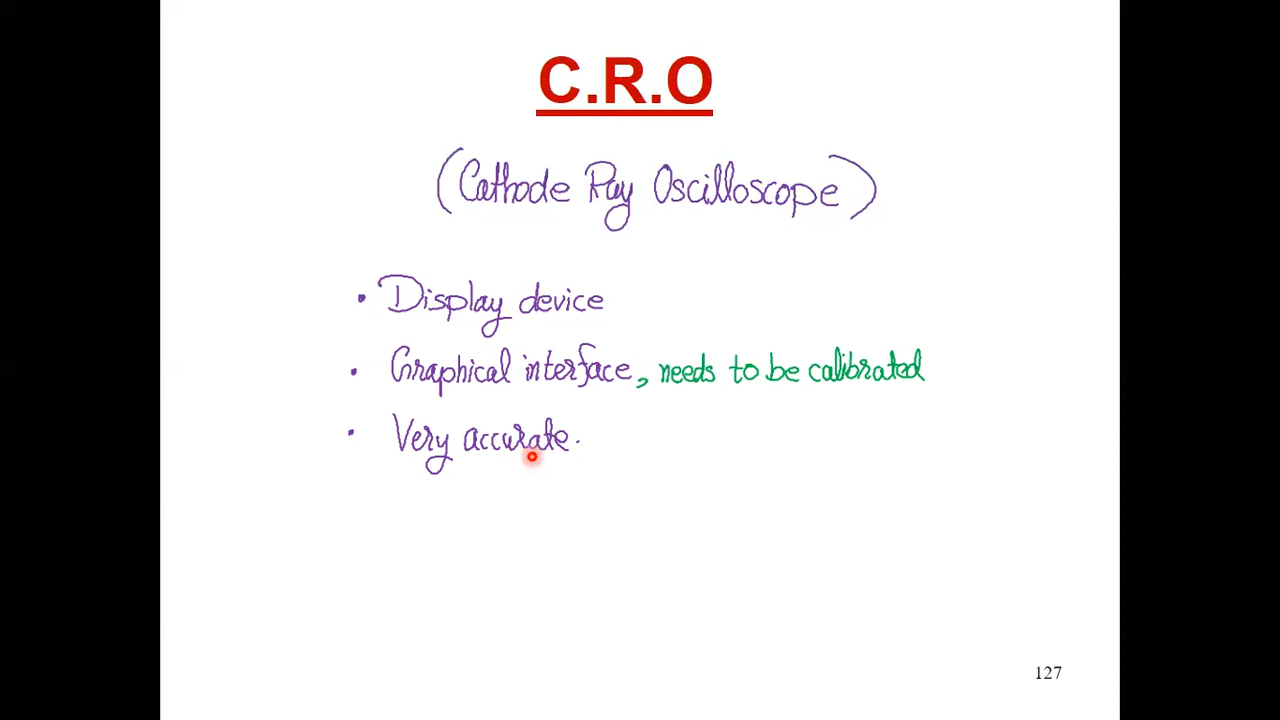 C.R.O
(Cathode Ray Oscilloscope)
• Display device
• Graphical interface, needs to be calibrated
• Very accurate.
127